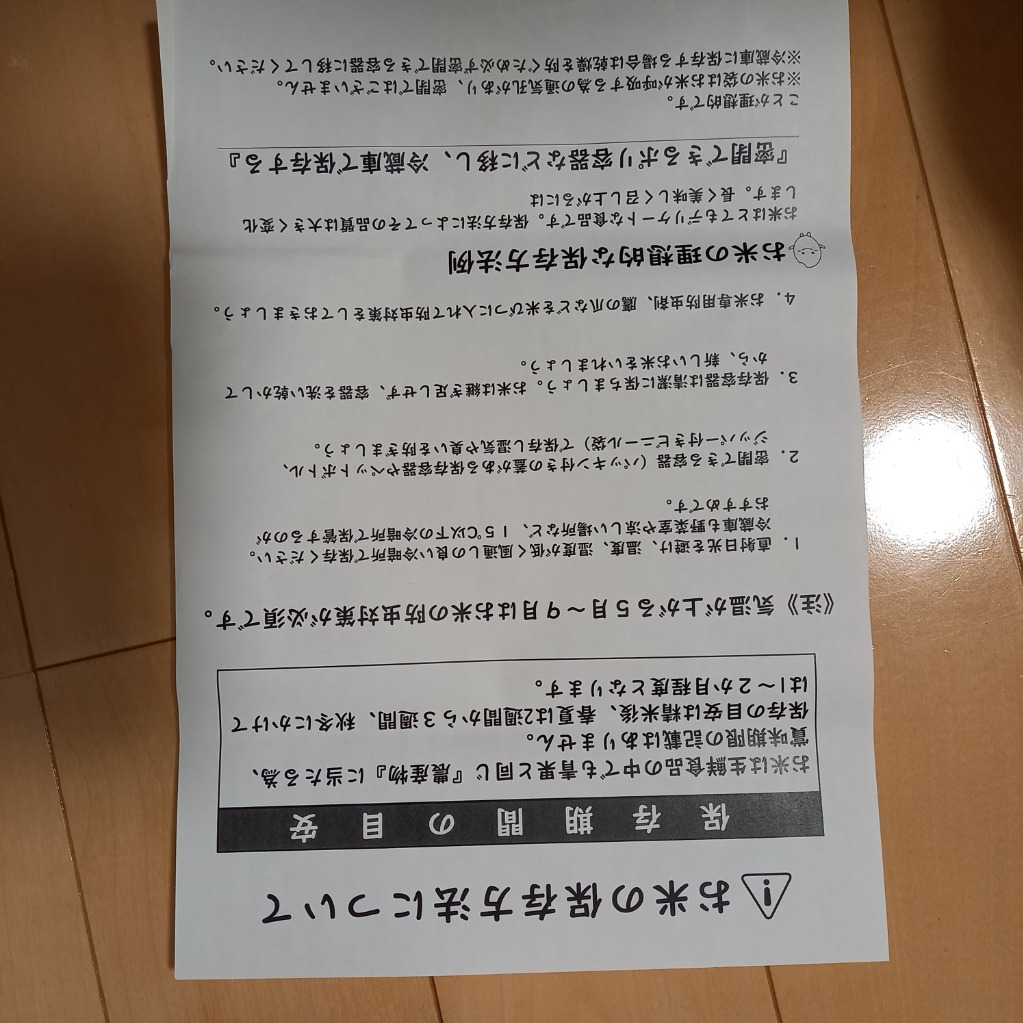 お米の保存方法について
保存期間の目安
お米は生鮮食品の中でも青果と同じ『農産物』に当たる為、
賞味期限の記載はありません。
保存の目安は精米後、春夏は2週間から3週間、秋冬にかけて
は1～2か月程度となります。
《注》気温が上がる5月～9月はお米の防虫対策が必須です。
1. 直射日光を避け、温度、湿度が低く風通しの良い冷暗所で保存ください。
冷蔵庫も野菜室や涼しい場所など、15℃以下の冷暗所で保管するのが
おすすめです。
2. 密閉できる容器（パッキン付きの蓋がある保存容器やペットボトル、
ジッパー付きビニール袋）で保存し湿気や臭いを防ぎましょう。
3. 保存容器は清潔に保ちましょう。お米は継ぎ足しせず、容器を洗い乾かして
から、新しいお米をいれましょう。
4. お米専用防虫剤、鷹の爪などを米びつに入れて防虫対策をしておきましょう。
お米の理想的な保存方法例
お米はとてもデリケートな食品です。保存方法によってその品質は大きく変化
します。長く美味しく召し上がるには
『密閉できるポリ容器などに移し、冷蔵庫で保存する』
ことが理想的です。
※お米の袋はお米が呼吸する為の通気孔があり、密閉ではございません。
※冷蔵庫に保存する場合は乾燥を防ぐため必ず密閉できる容器に移してください。